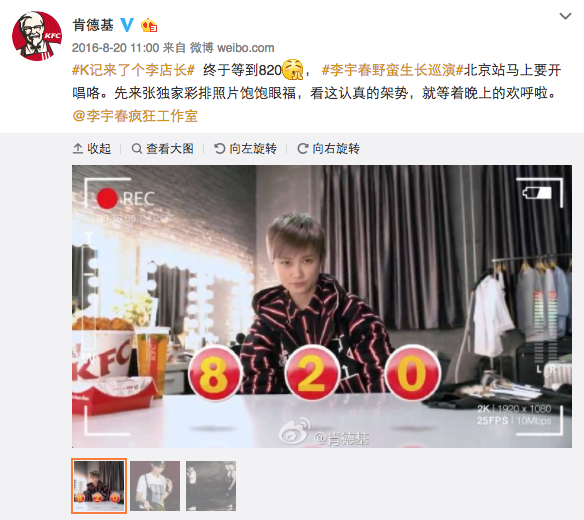 肯德基
KFC
2016-8-20 11:00 来自 微博 weibo.com
#K记来了个李店长# 终于等到820， #李宇春野蛮生长巡演#北京站马上要开
唱咯。先来张独家彩排照片饱饱眼福，看这认真的架势，就等着晚上的欢呼啦。
@李宇春疯狂工作室
收起 查看大图 向左旋转 向右旋转
REC
KFC
KFC
8 2 0
L R
2K | 1920 x 1080
25FPS | 10Mbps
@肯德基